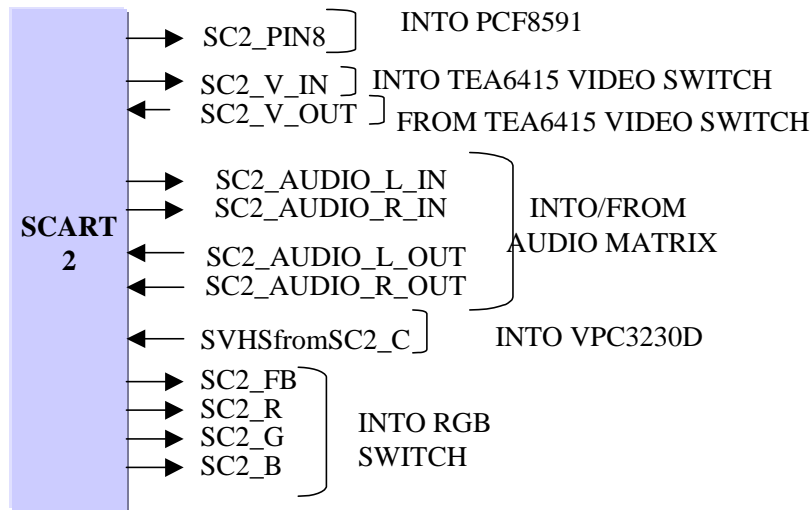 SC2_PIN8
INTO PCF8591
SC2_V_IN
INTO TEA6415 VIDEO SWITCH
SC2_V_OUT
FROM TEA6415 VIDEO SWITCH
SC2_AUDIO_L_IN
SC2_AUDIO_R_IN
SC2_AUDIO_L_OUT
SC2_AUDIO_R_OUT
INTO/FROM
AUDIO MATRIX
SCART
2
SVHSfromSC2_C
INTO VPC3230D
SC2_FB
SC2_R
SC2_G
SC2_B
INTO RGB
SWITCH